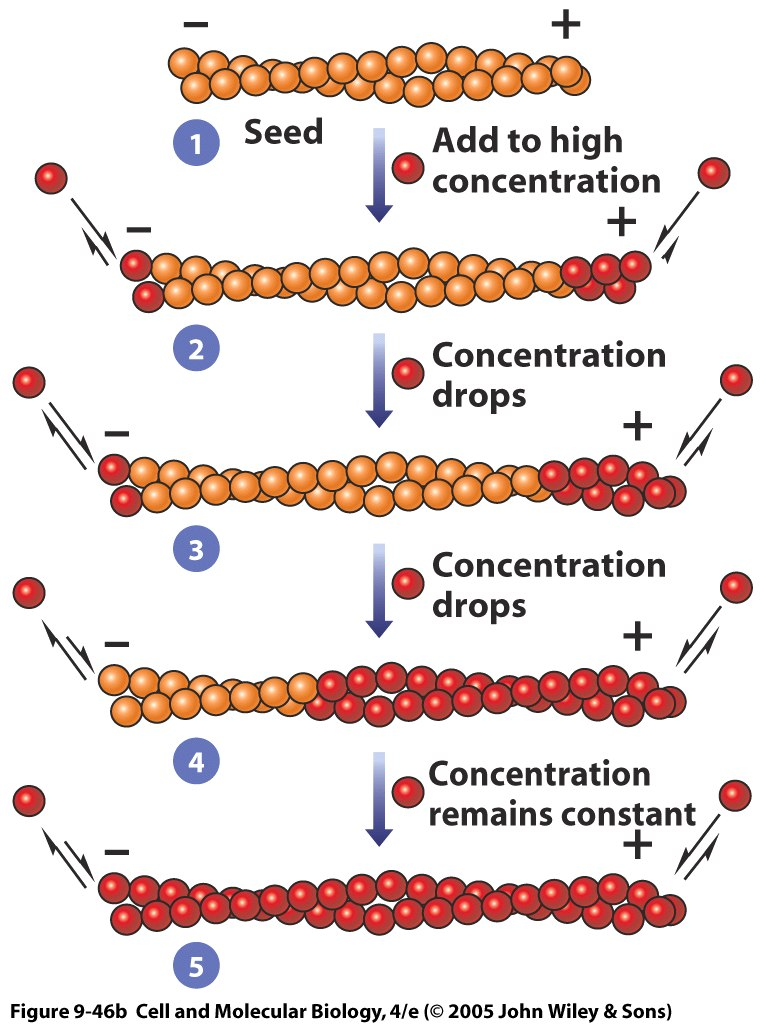 − +
1 Seed
Add to high
concentration
− +
2
Concentration
drops
− +
3
Concentration
drops
− +
4
Concentration
remains constant
− +
5
Figure 9-46b Cell and Molecular Biology, 4/e (© 2005 John Wiley & Sons)